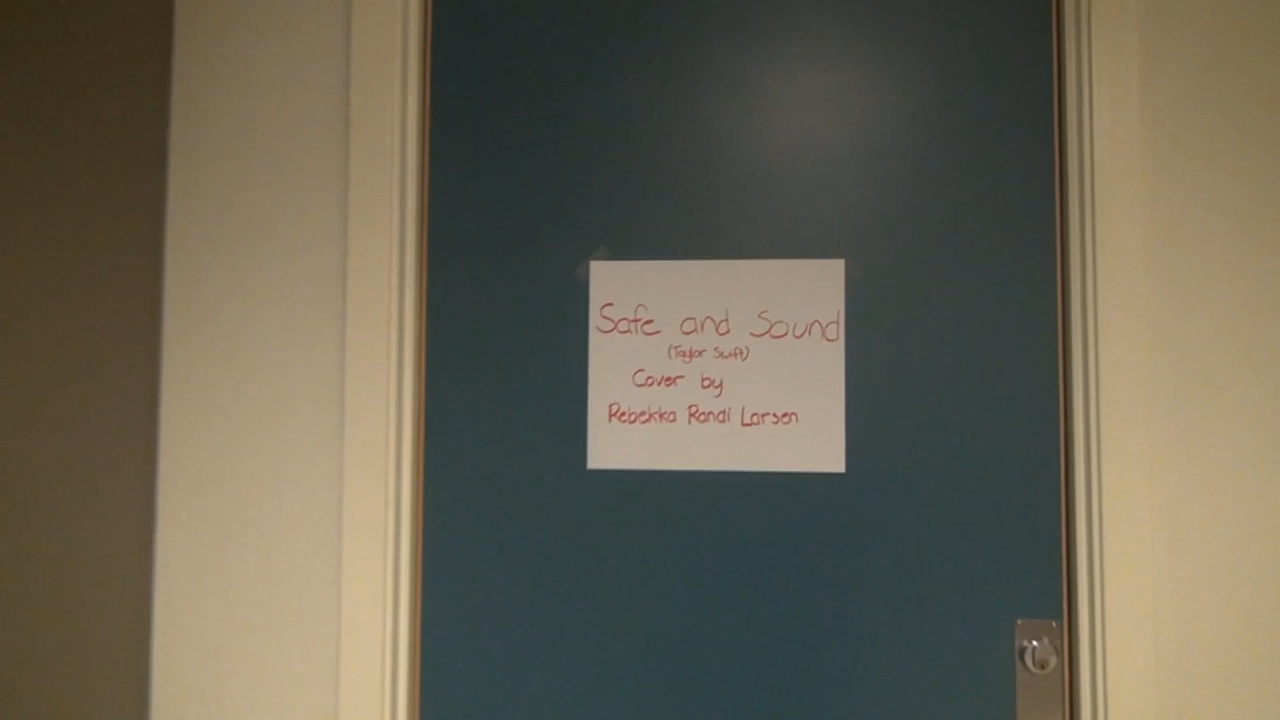 Safe and Sound
(Taylor Swift)
Cover by
Rebekka Randi Larsen